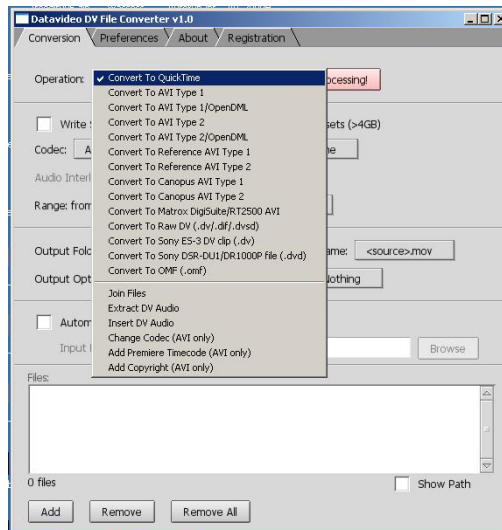 Datavideo DV File Converter v1.0
Conversion Preferences About Registration
Operation:
ocessing!
Convert To QuickTime
Convert To AVI Type 1
Convert To AVI Type 1/OpenDML
Convert To AVI Type 2
Convert To AVI Type 2/OpenDML
Convert To Reference AVI Type 1
Convert To Reference AVI Type 2
Convert To Canopus AVI Type 1
Convert To Canopus AVI Type 2
Convert To Matrox DigiSuite/RT2500 AVI
Convert To Raw DV (.dv/.dif/.dvsd)
Convert To Sony ES-3 DV clip (.dv)
Convert To Sony DSR-DU1/DR1000P file (.dvd)
Convert To OMF (.omf)
Join Files
Extract DV Audio
Insert DV Audio
Change Codec (AVI only)
Add Premiere Timecode (AVI only)
Add Copyright (AVI only)
Write
sets (>4GB)
Codec: A
ne
Audio Interl
Range: from
Output Fold
ame: <source>.mov
Output Opt
Nothing
Autom
Input
Browse
Files:
0 files
Show Path
Add Remove Remove All